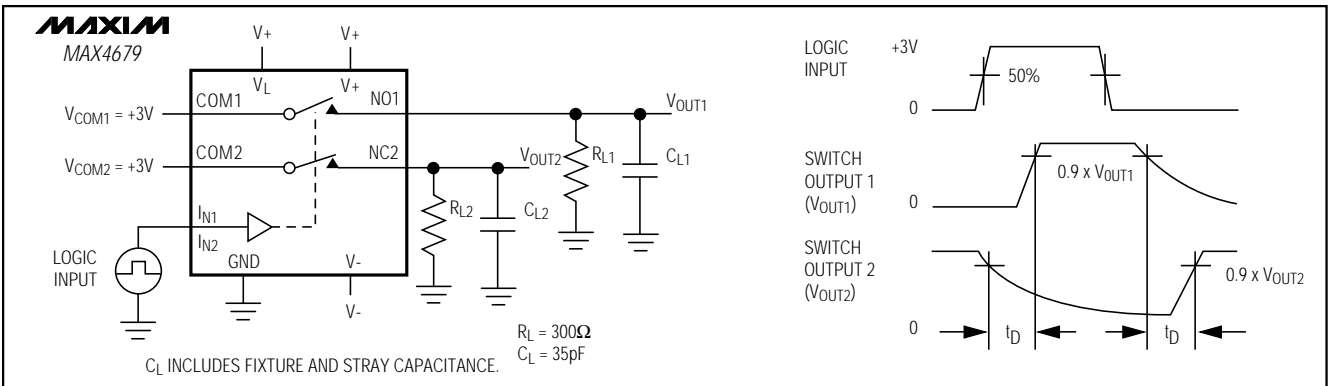 MAXIM
MAX4679
V+
V+
VL
V+
COM1
NO1
VCOM1 = +3V
VOUT1
COM2
NC2
VCOM2 = +3V
VOUT2
RL1
CL1
RL2
CL2
IN1
IN2
LOGIC
INPUT
GND
V-
V-
RL = 300Ω
CL = 35pF
CL INCLUDES FIXTURE AND STRAY CAPACITANCE.
LOGIC
INPUT
+3V
50%
0
SWITCH
OUTPUT 1
(VOUT1)
0.9 x V0UT1
0
SWITCH
OUTPUT 2
(VOUT2)
0.9 x VOUT2
0
tD
tD